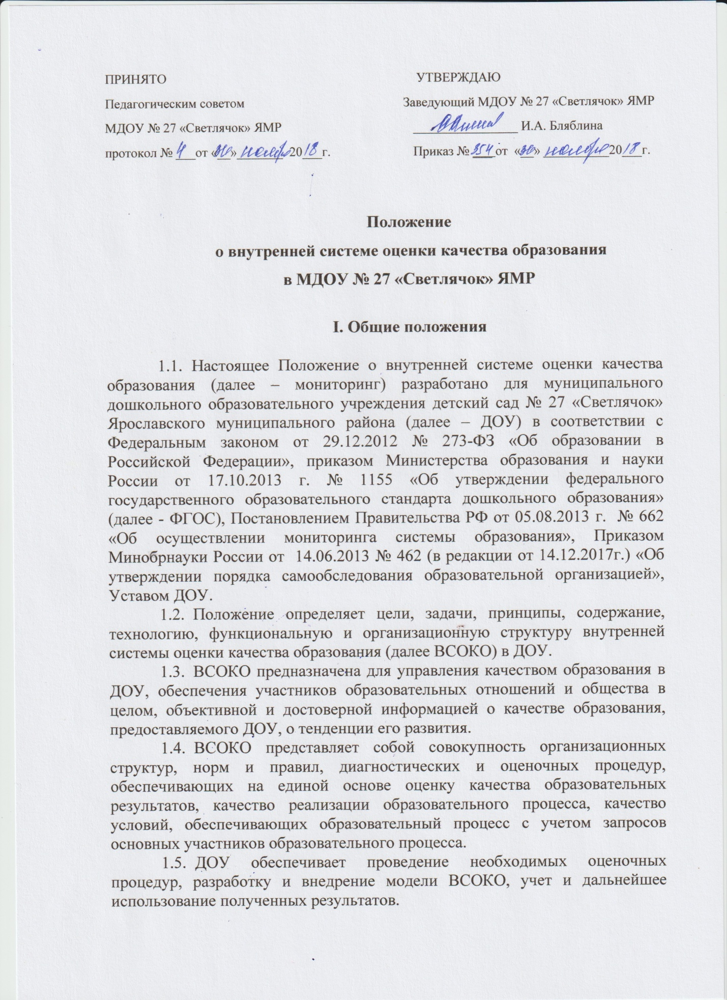 ПРИНЯТО
УТВЕРЖДАЮ
Педагогическим советом
Заведующий МДОУ № 27 «Светлячок» ЯМР
МДОУ № 27 «Светлячок» ЯМР
И.А. Бляблина
протокол № 4 от «30» ноября 2018 г.
Приказ № 354 от «30» ноября 2018 г.
Положение
о внутренней системе оценки качества образования
в МДОУ № 27 «Светлячок» ЯМР
I. Общие положения
1.1. Настоящее Положение о внутренней системе оценки качества
образования (далее – мониторинг) разработано для муниципального
дошкольного образовательного учреждения детский сад № 27 «Светлячок»
Ярославского муниципального района (далее – ДОУ) в соответствии с
Федеральным законом от 29.12.2012 № 273-ФЗ «Об образовании в
Российской Федерации», приказом Министерства образования и науки
России от 17.10.2013 г. № 1155 «Об утверждении федерального
государственного образовательного стандарта дошкольного образования»
(далее - ФГОС), Постановлением Правительства РФ от 05.08.2013 г. № 662
«Об осуществлении мониторинга системы образования», Приказом
Минобрнауки России от 14.06.2013 № 462 (в редакции от 14.12.2017г.) «Об
утверждении порядка самообследования образовательной организацией»,
Уставом ДОУ.
1.2. Положение определяет цели, задачи, принципы, содержание,
технологию, функциональную и организационную структуру внутренней
системы оценки качества образования (далее ВСОКО) в ДОУ.
1.3. ВСОКО предназначена для управления качеством образования в
ДОУ, обеспечения участников образовательных отношений и общества в
целом, объективной и достоверной информацией о качестве образования,
предоставляемого ДОУ, о тенденции его развития.
1.4. ВСОКО представляет собой совокупность организационных
структур, норм и правил, диагностических и оценочных процедур,
обеспечивающих на единой основе оценку качества образовательных
результатов, качество реализации образовательного процесса, качество
условий, обеспечивающих образовательный процесс с учетом запросов
основных участников образовательного процесса.
1.5. ДОУ обеспечивает проведение необходимых оценочных
процедур, разработку и внедрение модели ВСОКО, учет и дальнейшее
использование полученных результатов.